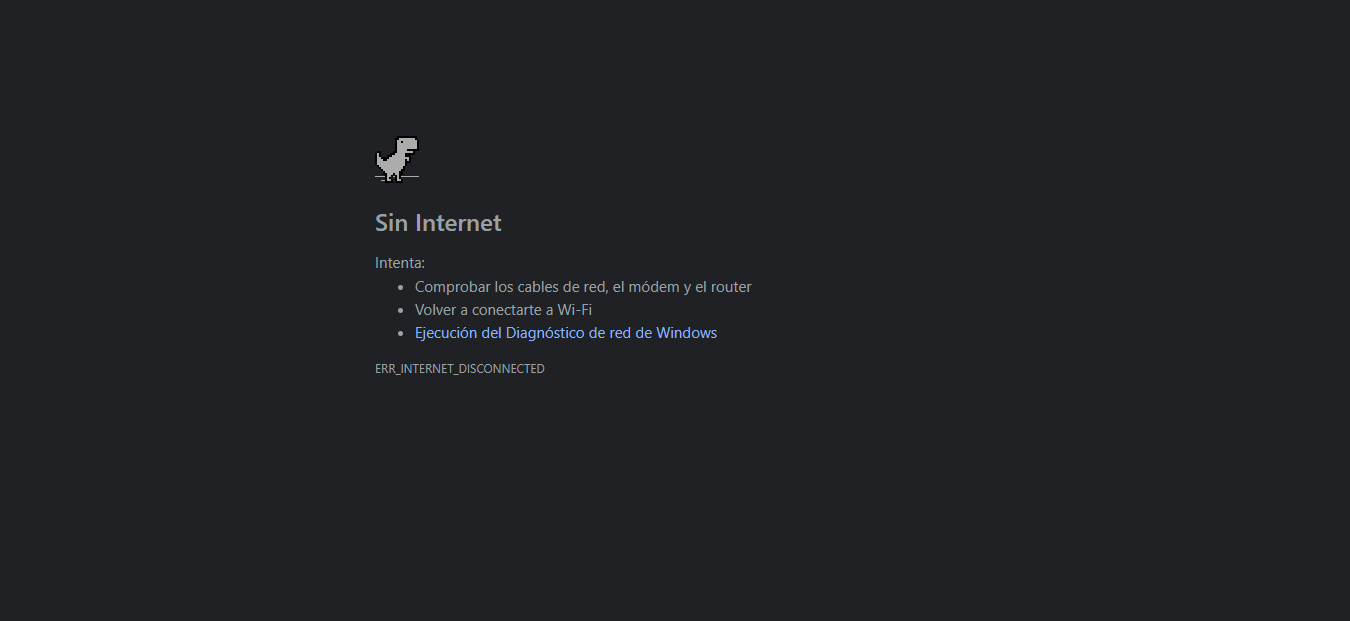 Sin Internet
Intenta:
• Comprobar los cables de red, el módem y el router
• Volver a conectarte a Wi-Fi
• Ejecución del Diagnóstico de red de Windows
ERR_INTERNET_DISCONNECTED